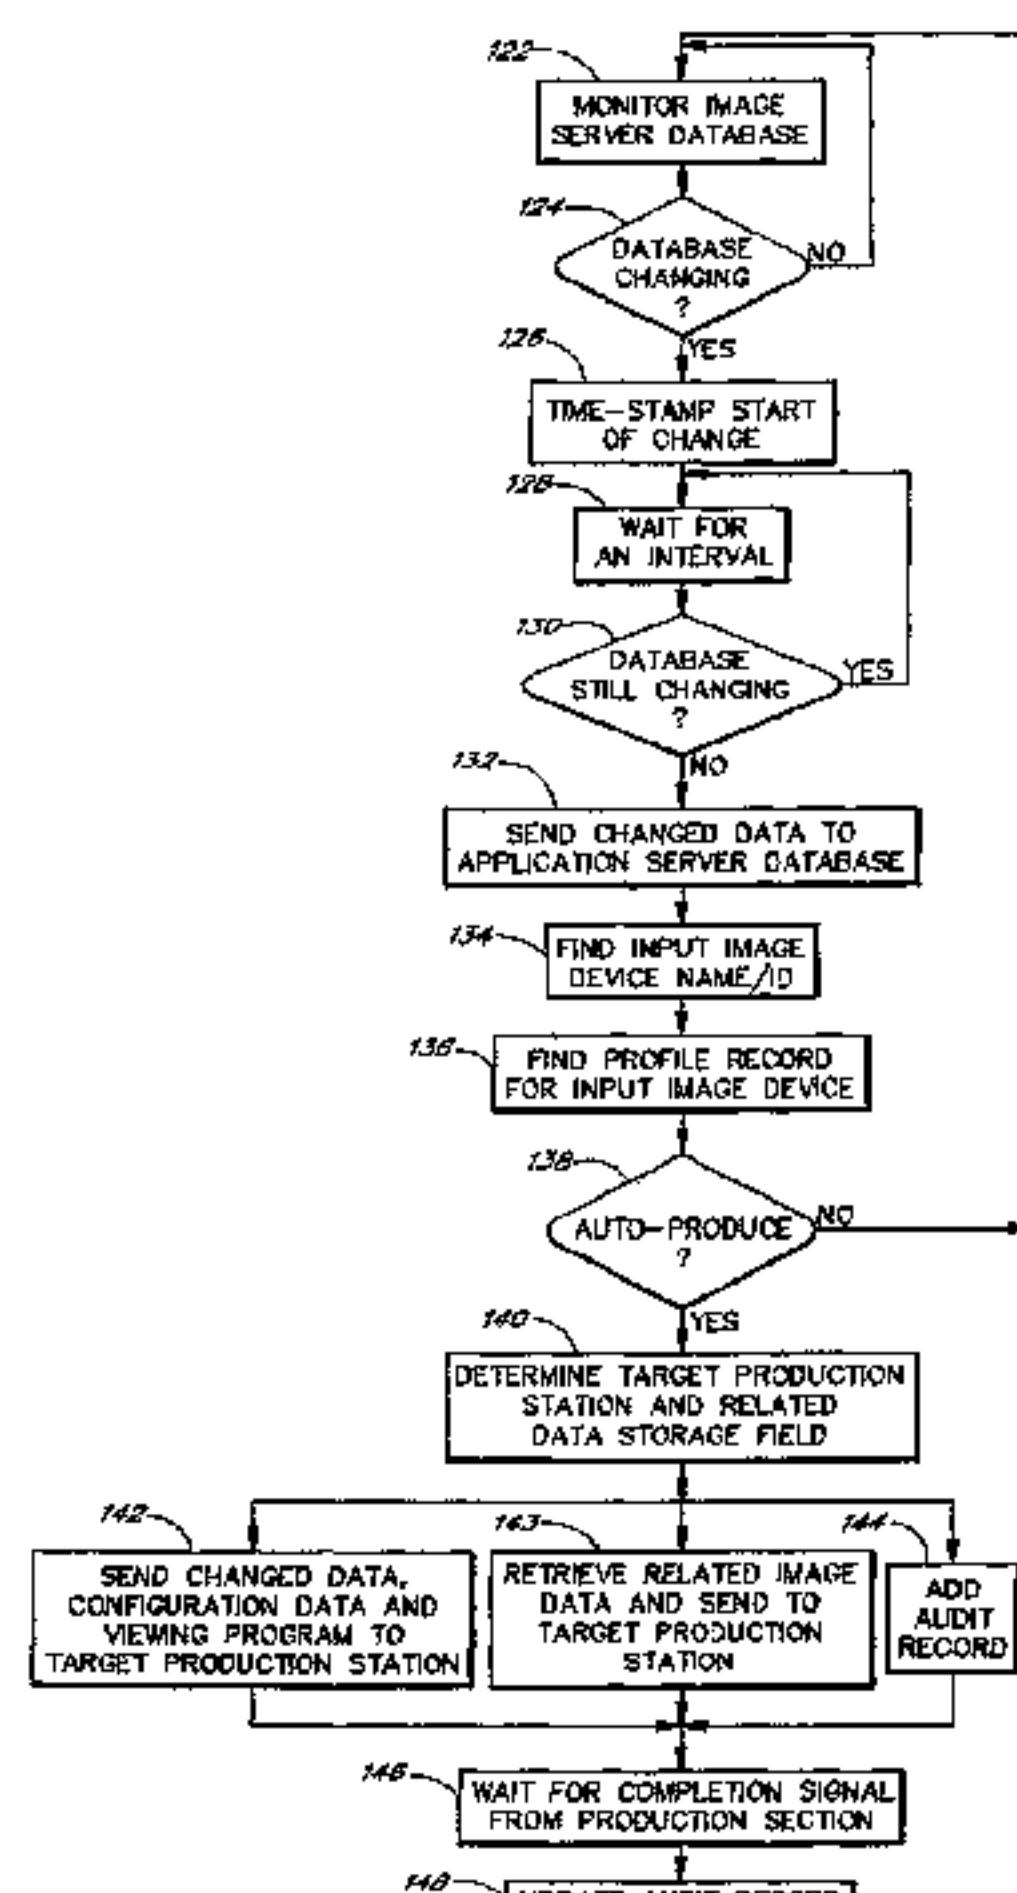 122
MONITOR IMAGE
SERVER DATABASE
124
DATABASE
CHANGING
?
NO
YES
126
TIME-STAMP START
OF CHANGE
128
WAIT FOR
AN INTERVAL
130
DATABASE
STILL CHANGING
?
YES
NO
132
SEND CHANGED DATA TO
APPLICATION SERVER DATABASE
134
FIND INPUT IMAGE
DEVICE NAME/ID
136
FIND PROFILE RECORD
FOR INPUT IMAGE DEVICE
138
AUTO-PRODUCE
?
NO
YES
140
DETERMINE TARGET PRODUCTION
STATION AND RELATED
DATA STORAGE FIELD
142
SEND CHANGED DATA,
CONFIGURATION DATA AND
VIEWING PROGRAM TO
TARGET PRODUCTION STATION
143
RETRIEVE RELATED IMAGE
DATA AND SEND TO
TARGET PRODUCTION
STATION
144
ADD
AUDIT
RECORD
146
WAIT FOR COMPLETION SIGNAL
FROM PRODUCTION SECTION
148